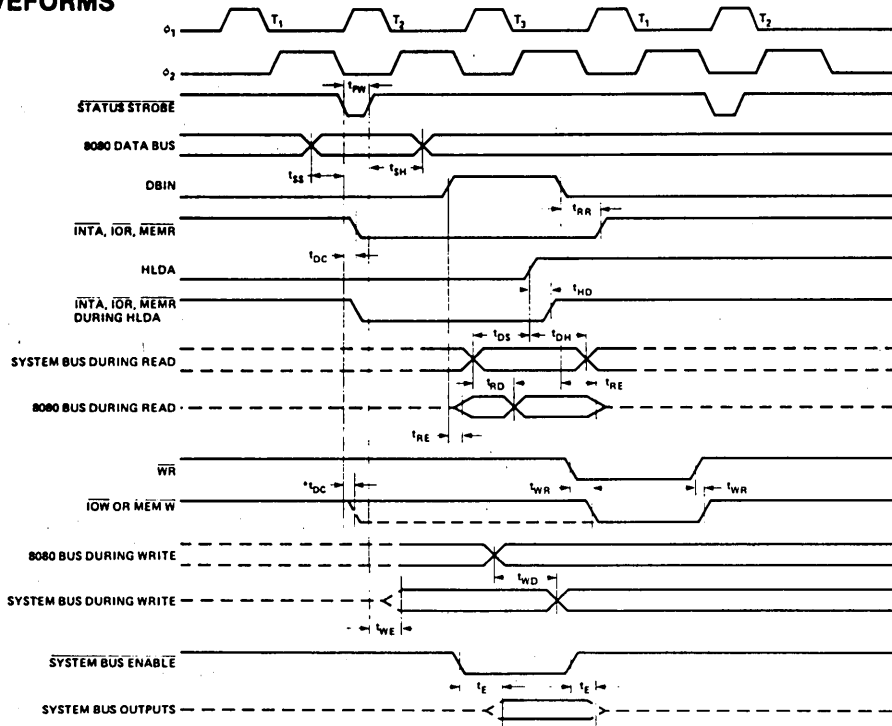 VEFORMS
T1 T2 T3 T1 T2
ϕ1
ϕ2
tPW
STATUS STROBE
8080 DATA BUS
tSS tSH
DBIN
tRR
INTA, IOR, MEMR
tDC
HLDA
tHD
INTA, IOR, MEMR
DURING HLDA
tDS tDH
SYSTEM BUS DURING READ
tRD tRE
8080 BUS DURING READ
tRE
WR
*tDC tWR tWR
IOW OR MEM W
8080 BUS DURING WRITE
tWD
SYSTEM BUS DURING WRITE
tWE
SYSTEM BUS ENABLE
tE tE
SYSTEM BUS OUTPUTS